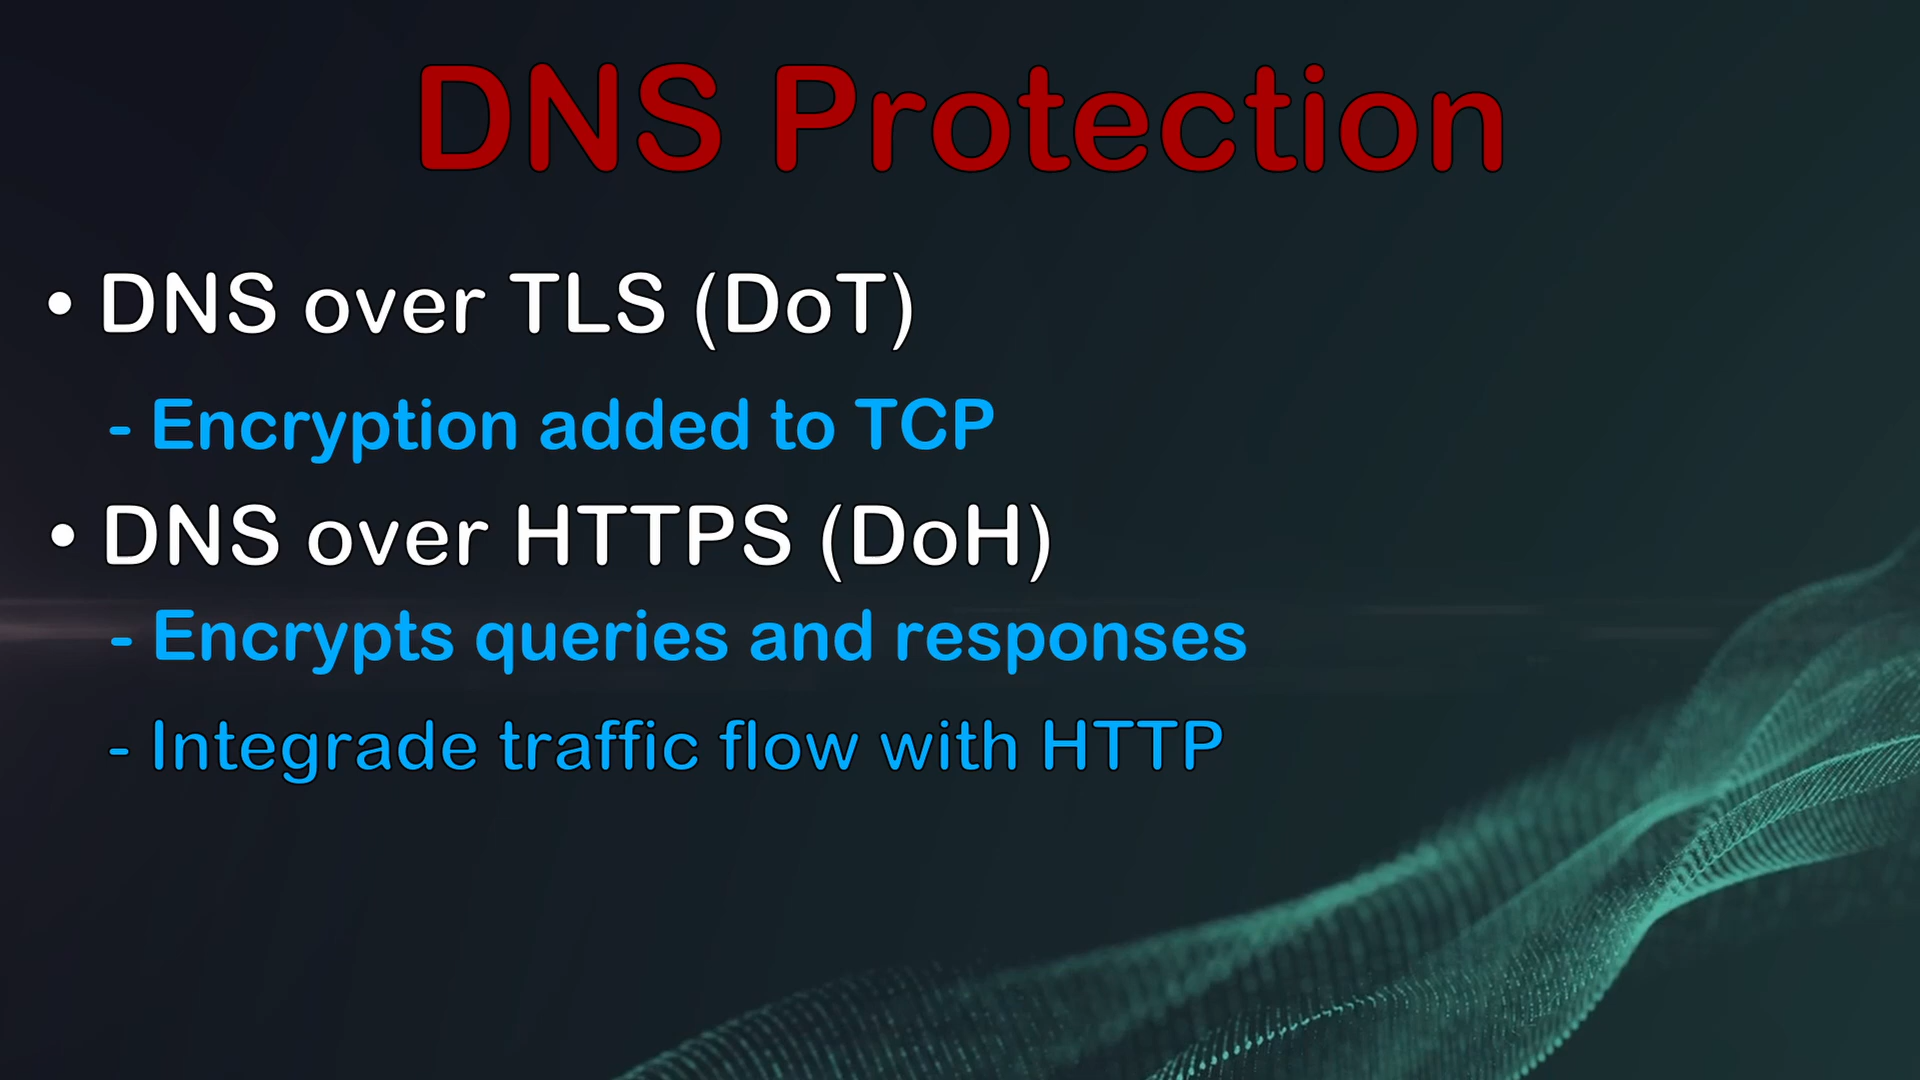 DNS Protection
• DNS over TLS (DoT)
- Encryption added to TCP
• DNS over HTTPS (DoH)
- Encrypts queries and responses
- Integrade traffic flow with HTTP